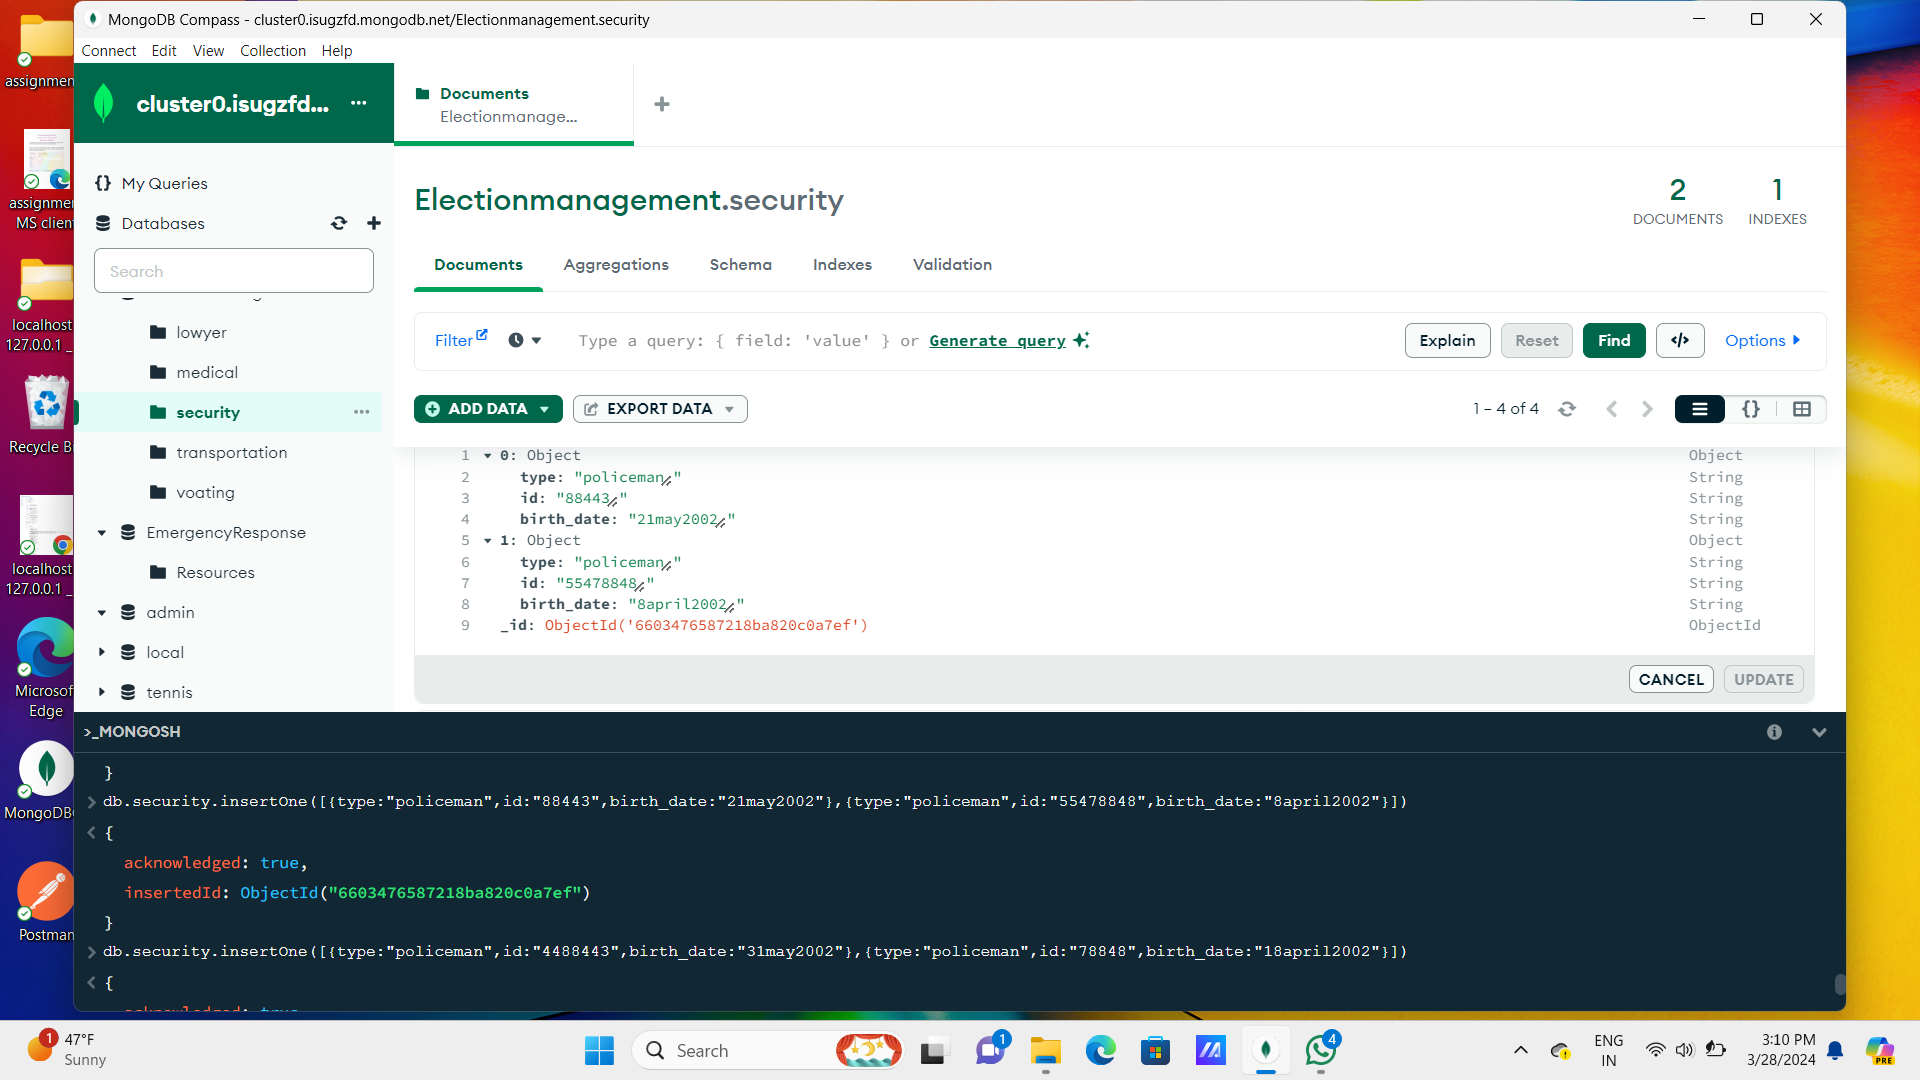 MongoDB Compass - cluster0.isugzfd.mongodb.net/Electionmanagement.security
Connect Edit View Collection Help
cluster0.isugzfd... ...
Documents
Electionmanage...
My Queries
Databases
Search
lowyer
medical
security
transportation
voating
EmergencyResponse
Resources
admin
local
tennis
Electionmanagement.security
2
DOCUMENTS
1
INDEXES
Documents Aggregations Schema Indexes Validation
Filter
Type a query: { field: 'value' } or Generate query
Explain Reset Find </> Options
ADD DATA EXPORT DATA
1 – 4 of 4
{}
1 0: Object Object
2 type: "policeman," String
3 id: "88443," String
4 birth_date: "21may2002," String
5 1: Object Object
6 type: "policeman," String
7 id: "55478848," String
8 birth_date: "8april2002," String
9 _id: ObjectId('6603476587218ba820c0a7ef') ObjectId
CANCEL UPDATE
>_MONGOSH
}
> db.security.insertOne([{type:"policeman",id:"88443",birth_date:"21may2002"},{type:"policeman",id:"55478848",birth_date:"8april2002"}])
< {
acknowledged: true,
insertedId: ObjectId("6603476587218ba820c0a7ef")
}
> db.security.insertOne([{type:"policeman",id:"4488443",birth_date:"31may2002"},{type:"policeman",id:"78848",birth_date:"18april2002"}])
< {
acknowledged: true
assignmen
assignmen
MS client
localhost
127.0.0.1 _
Recycle B
localhost
127.0.0.1 _
Microsof
Edge
MongoDB
Postman
1
47°F
Sunny
Search
1
4
ENG
IN
3:10 PM
3/28/2024
PRE